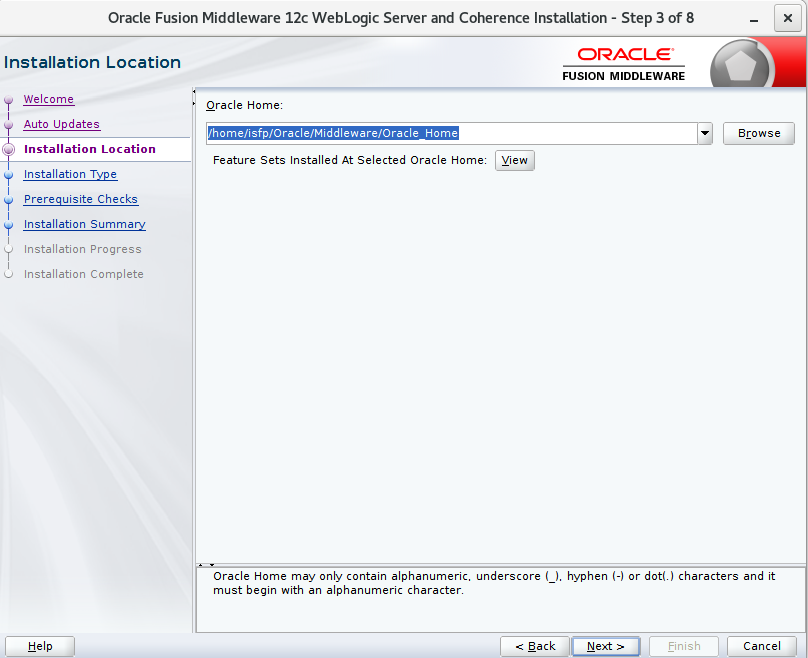 Oracle Fusion Middleware 12c WebLogic Server and Coherence Installation - Step 3 of 8
Installation Location
ORACLE®
FUSION MIDDLEWARE
Welcome
Auto Updates
Installation Location
Installation Type
Prerequisite Checks
Installation Summary
Installation Progress
Installation Complete
Oracle Home:
/home/isfp/Oracle/Middleware/Oracle_Home
Browse
Feature Sets Installed At Selected Oracle Home: View
Oracle Home may only contain alphanumeric, underscore (_), hyphen (-) or dot(.) characters and it
must begin with an alphanumeric character.
Help < Back Next > Finish Cancel